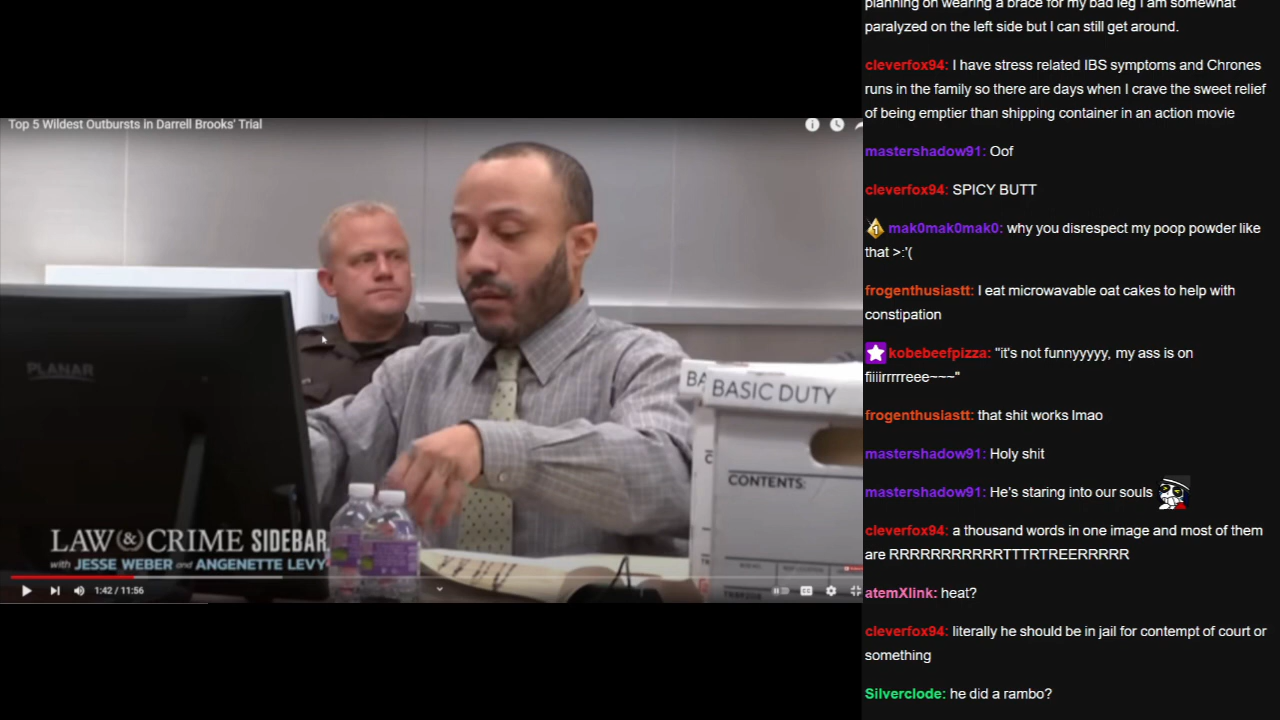 planning on wearing a brace for my bad leg I am somewhat
paralyzed on the left side but I can still get around.
cleverfox94: I have stress related IBS symptoms and Chrones
runs in the family so there are days when I crave the sweet relief
of being emptier than shipping container in an action movie
mastershadow91: Oof
cleverfox94: SPICY BUTT
mak0mak0mak0: why you disrespect my poop powder like
that >:'(
frogenthusiastt: I eat microwavable oat cakes to help with
constipation
kobebeefpizza: "it's not funnyyyyy, my ass is on
fiiiirrrrreee~~~"
frogenthusiastt: that shit works lmao
mastershadow91: Holy shit
mastershadow91: He's staring into our souls
cleverfox94: a thousand words in one image and most of them
are RRRRRRRRRRRTTTRTREERRRRR
atemXlink: heat?
cleverfox94: literally he should be in jail for contempt of court or
something
Silverclode: he did a rambo?
Top 5 Wildest Outbursts in Darrell Brooks' Trial
PLANAR
BA
BASIC DUTY
CONTENTS:
LAW & CRIME SIDEBAR
with JESSE WEBER and ANGENETTE LEVY
1:42 / 11:56